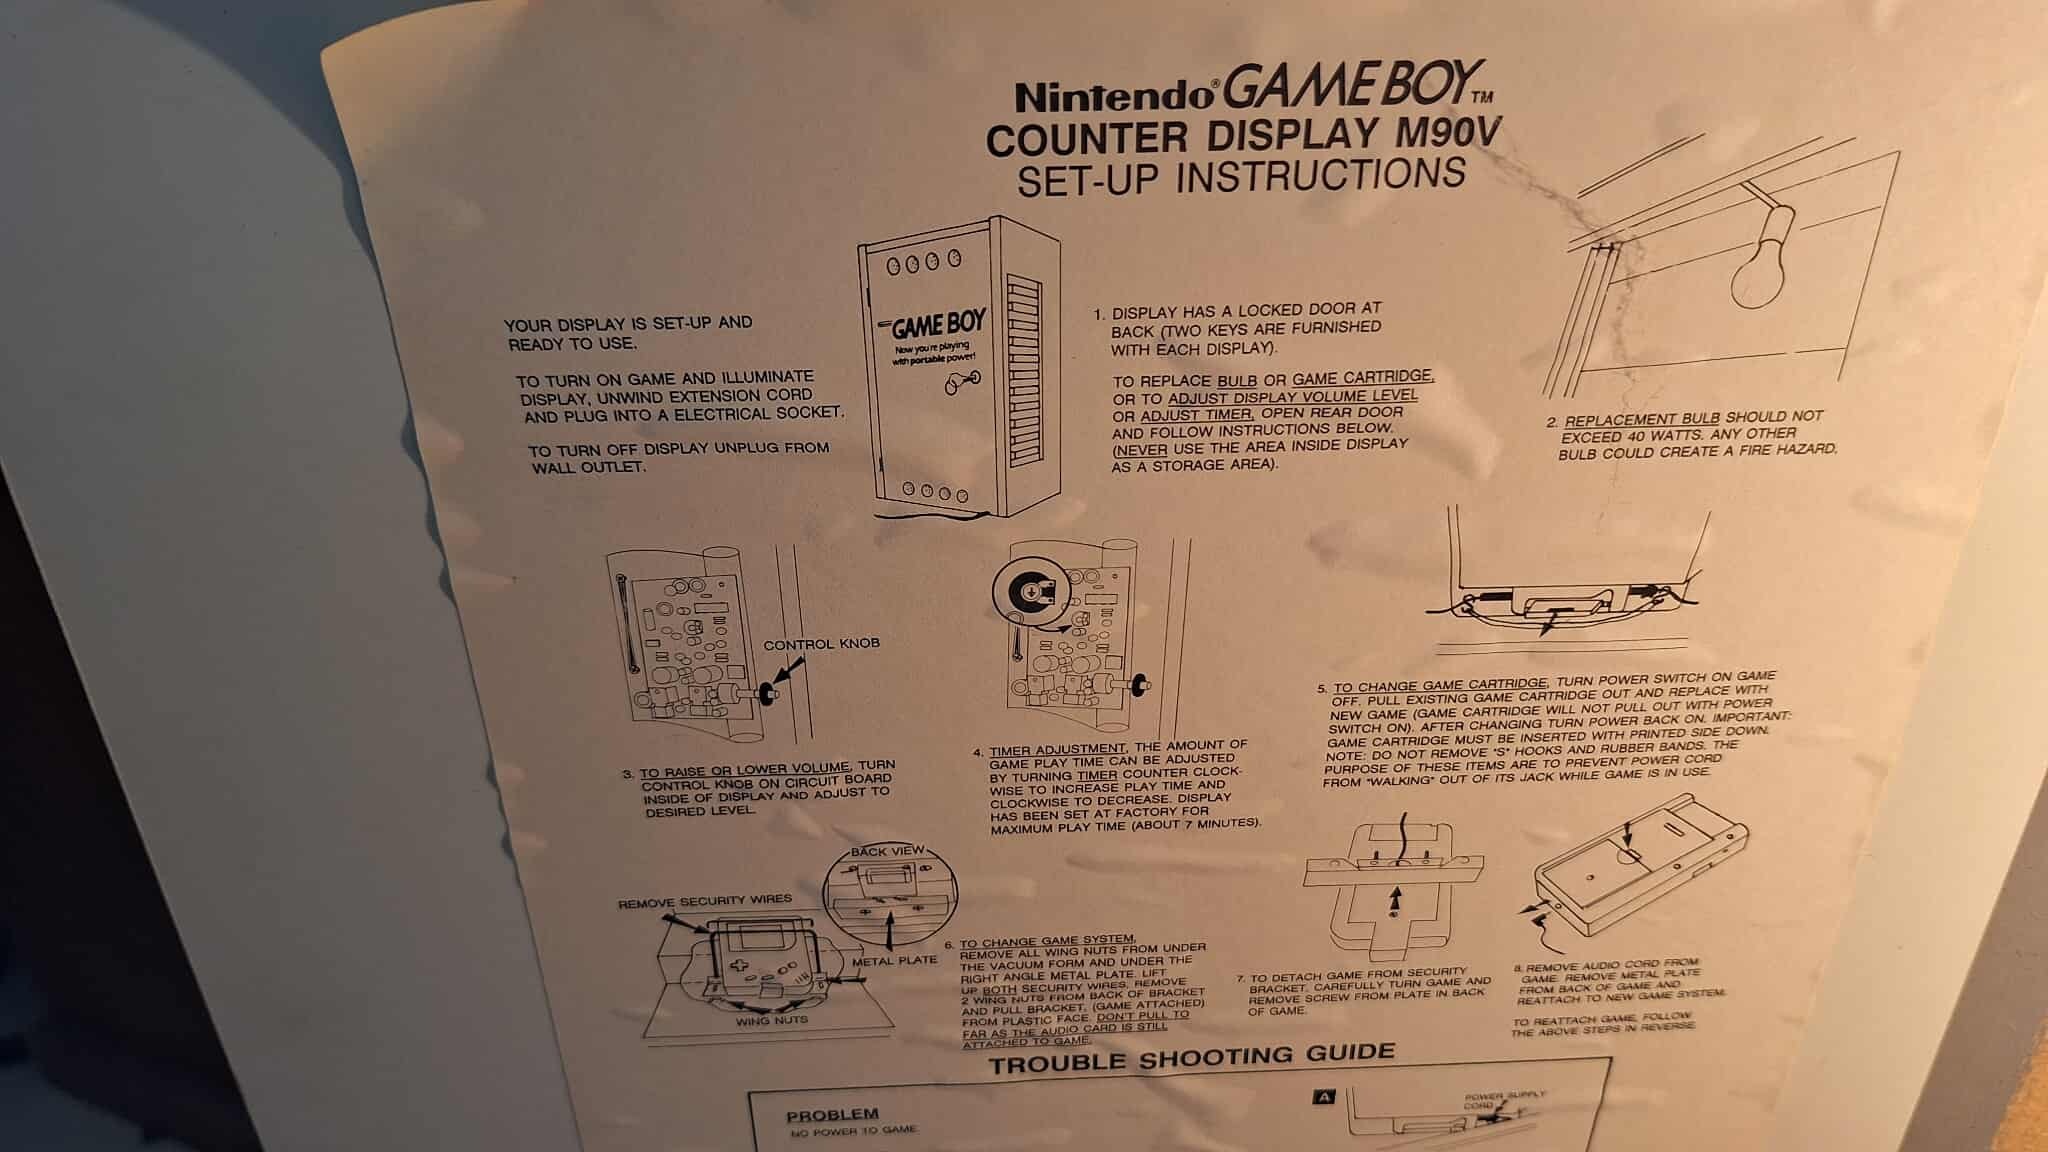 Nintendo® GAME BOY™
COUNTER DISPLAY M90V
SET-UP INSTRUCTIONS
YOUR DISPLAY IS SET-UP AND
READY TO USE.
TO TURN ON GAME AND ILLUMINATE
DISPLAY, UNWIND EXTENSION CORD
AND PLUG INTO A ELECTRICAL SOCKET.
TO TURN OFF DISPLAY UNPLUG FROM
WALL OUTLET.
GAME BOY
Now you're playing
with portable power!
1. DISPLAY HAS A LOCKED DOOR AT
BACK (TWO KEYS ARE FURNISHED
WITH EACH DISPLAY).
TO REPLACE BULB OR GAME CARTRIDGE,
OR TO ADJUST DISPLAY VOLUME LEVEL
OR ADJUST TIMER, OPEN REAR DOOR
AND FOLLOW INSTRUCTIONS BELOW.
(NEVER USE THE AREA INSIDE DISPLAY
AS A STORAGE AREA).
2. REPLACEMENT BULB SHOULD NOT
EXCEED 40 WATTS. ANY OTHER
BULB COULD CREATE A FIRE HAZARD.
CONTROL KNOB
3. TO RAISE OR LOWER VOLUME, TURN
CONTROL KNOB ON CIRCUIT BOARD
INSIDE OF DISPLAY AND ADJUST TO
DESIRED LEVEL.
4. TIMER ADJUSTMENT, THE AMOUNT OF
GAME PLAY TIME CAN BE ADJUSTED
BY TURNING TIMER COUNTER CLOCK-
WISE TO INCREASE PLAY TIME AND
CLOCKWISE TO DECREASE. DISPLAY
HAS BEEN SET AT FACTORY FOR
MAXIMUM PLAY TIME (ABOUT 7 MINUTES).
5. TO CHANGE GAME CARTRIDGE, TURN POWER SWITCH ON GAME
OFF. PULL EXISTING GAME CARTRIDGE OUT AND REPLACE WITH
NEW GAME (GAME CARTRIDGE WILL NOT PULL OUT WITH POWER
SWITCH ON). AFTER CHANGING TURN POWER BACK ON. IMPORTANT:
GAME CARTRIDGE MUST BE INSERTED WITH PRINTED SIDE DOWN.
NOTE: DO NOT REMOVE "S" HOOKS AND RUBBER BANDS. THE
PURPOSE OF THESE ITEMS ARE TO PREVENT POWER CORD
FROM "WALKING" OUT OF ITS JACK WHILE GAME IS IN USE.
BACK VIEW
REMOVE SECURITY WIRES
METAL PLATE
WING NUTS
6. TO CHANGE GAME SYSTEM,
REMOVE ALL WING NUTS FROM UNDER
THE VACUUM FORM AND UNDER THE
RIGHT ANGLE METAL PLATE. LIFT
UP BOTH SECURITY WIRES, REMOVE
2 WING NUTS FROM BACK OF BRACKET
AND PULL BRACKET, (GAME ATTACHED)
FROM PLASTIC FACE. DON'T PULL TO
FAR AS THE AUDIO CARD IS STILL
ATTACHED TO GAME.
7. TO DETACH GAME FROM SECURITY
BRACKET, CAREFULLY TURN GAME AND
REMOVE SCREW FROM PLATE IN BACK
OF GAME.
8. REMOVE AUDIO CORD FROM
GAME. REMOVE METAL PLATE
FROM BACK OF GAME AND
REATTACH TO NEW GAME SYSTEM.
TO REATTACH GAME, FOLLOW
THE ABOVE STEPS IN REVERSE.
TROUBLE SHOOTING GUIDE
PROBLEM
NO POWER TO GAME.
A
POWER SUPPLY
CORD